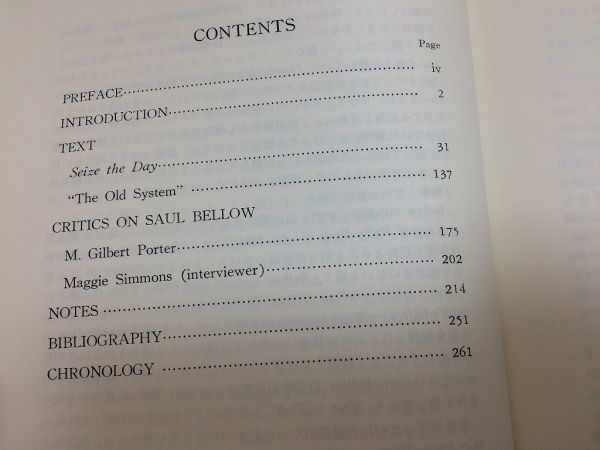 CONTENTS
Page
PREFACE…………………………………… iv
INTRODUCTION…………………………… 2
TEXT
Seize the Day…………………………… 31
"The Old System" ………………………… 137
CRITICS ON SAUL BELLOW
M. Gilbert Porter………………………… 175
Maggie Simmons (interviewer)………………… 202
NOTES …………………………………… 214
BIBLIOGRAPHY…………………………… 251
CHRONOLOGY …………………………… 261